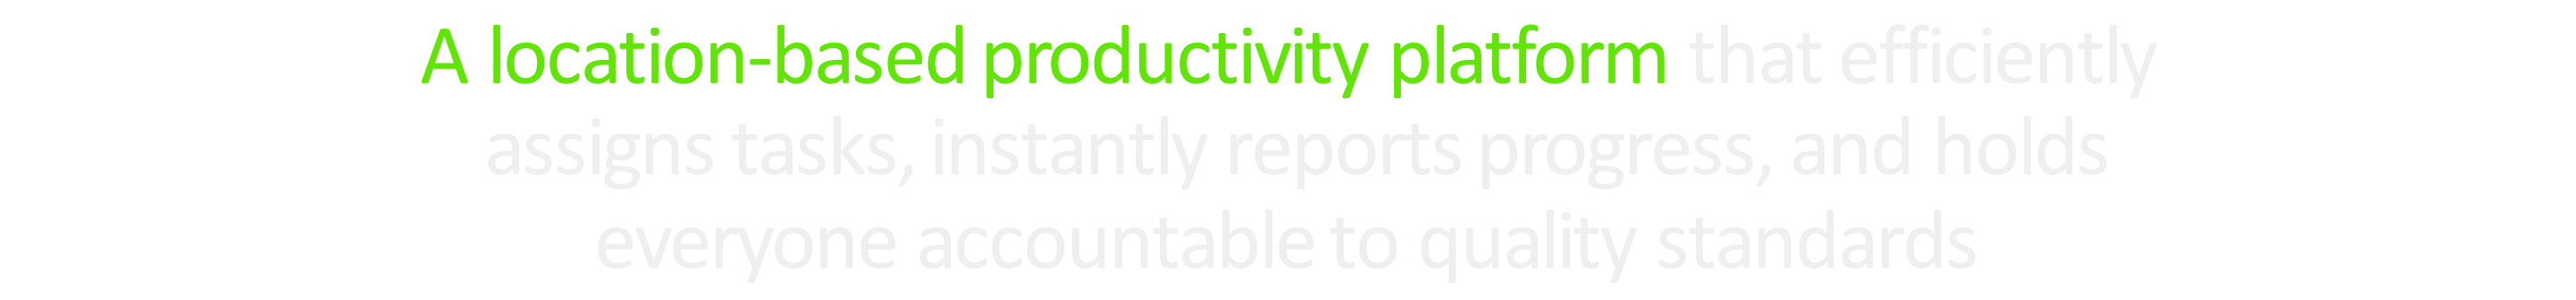 A location-based productivity platform that efficiently
assigns tasks, instantly reports progress, and holds
everyone accountable to quality standards